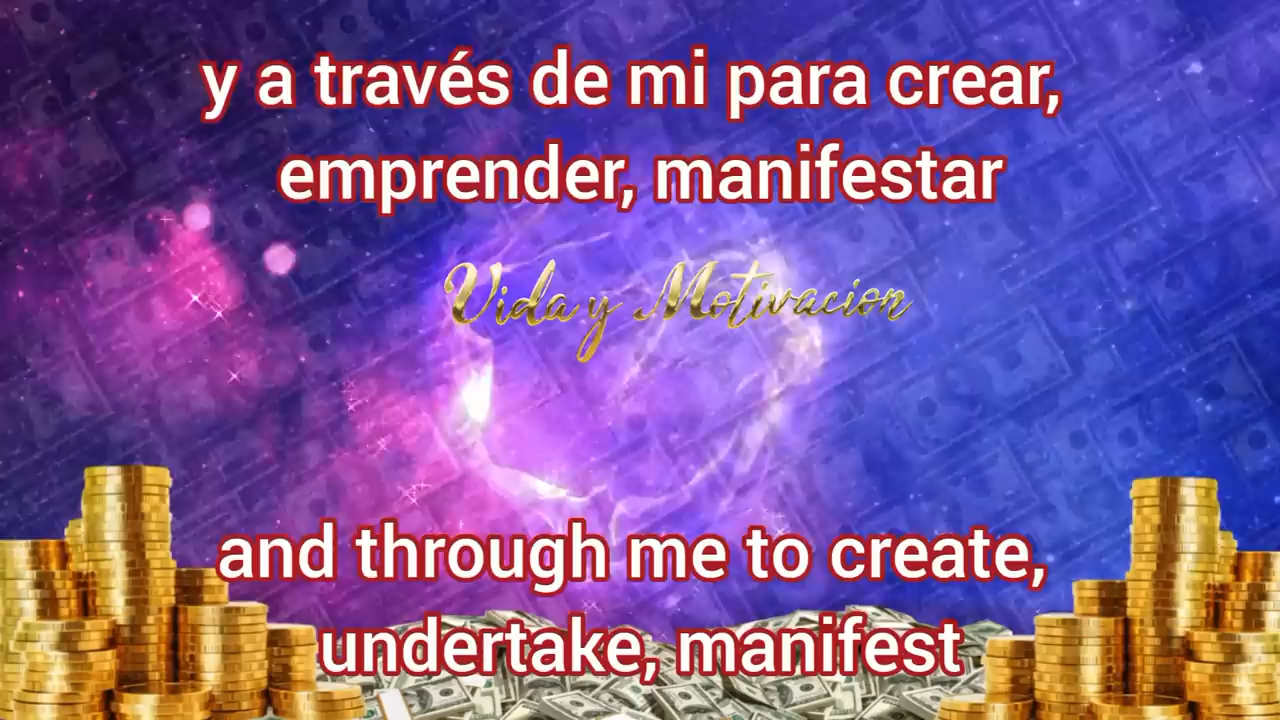 y a través de mi para crear,
emprender, manifestar
Vida y Motivacion
and through me to create,
undertake, manifest